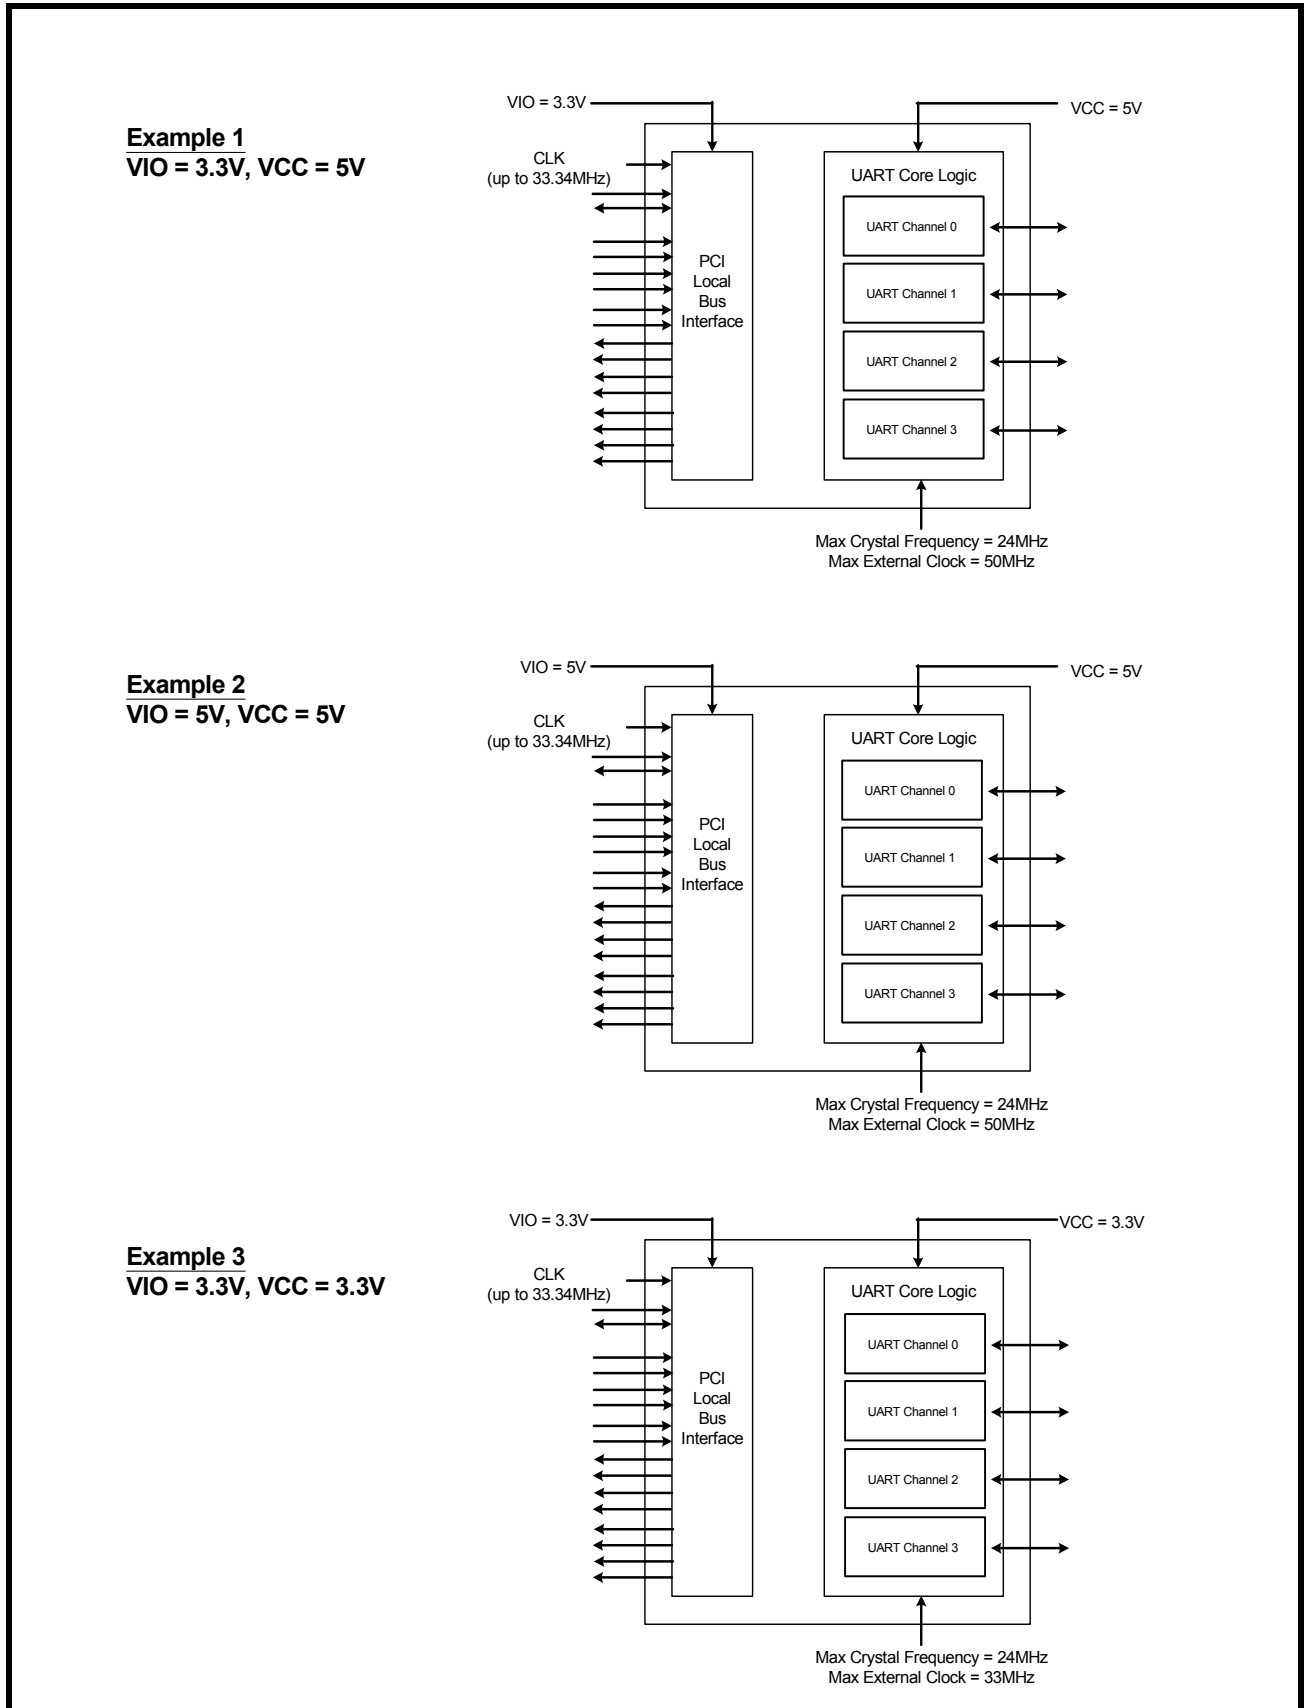 Example 1
VIO = 3.3V, VCC = 5V
VIO = 3.3V
VCC = 5V
CLK
(up to 33.34MHz)
PCI
Local
Bus
Interface
UART Core Logic
UART Channel 0
UART Channel 1
UART Channel 2
UART Channel 3
Max Crystal Frequency = 24MHz
Max External Clock = 50MHz
Example 2
VIO = 5V, VCC = 5V
VIO = 5V
VCC = 5V
CLK
(up to 33.34MHz)
PCI
Local
Bus
Interface
UART Core Logic
UART Channel 0
UART Channel 1
UART Channel 2
UART Channel 3
Max Crystal Frequency = 24MHz
Max External Clock = 50MHz
Example 3
VIO = 3.3V, VCC = 3.3V
VIO = 3.3V
VCC = 3.3V
CLK
(up to 33.34MHz)
PCI
Local
Bus
Interface
UART Core Logic
UART Channel 0
UART Channel 1
UART Channel 2
UART Channel 3
Max Crystal Frequency = 24MHz
Max External Clock = 33MHz